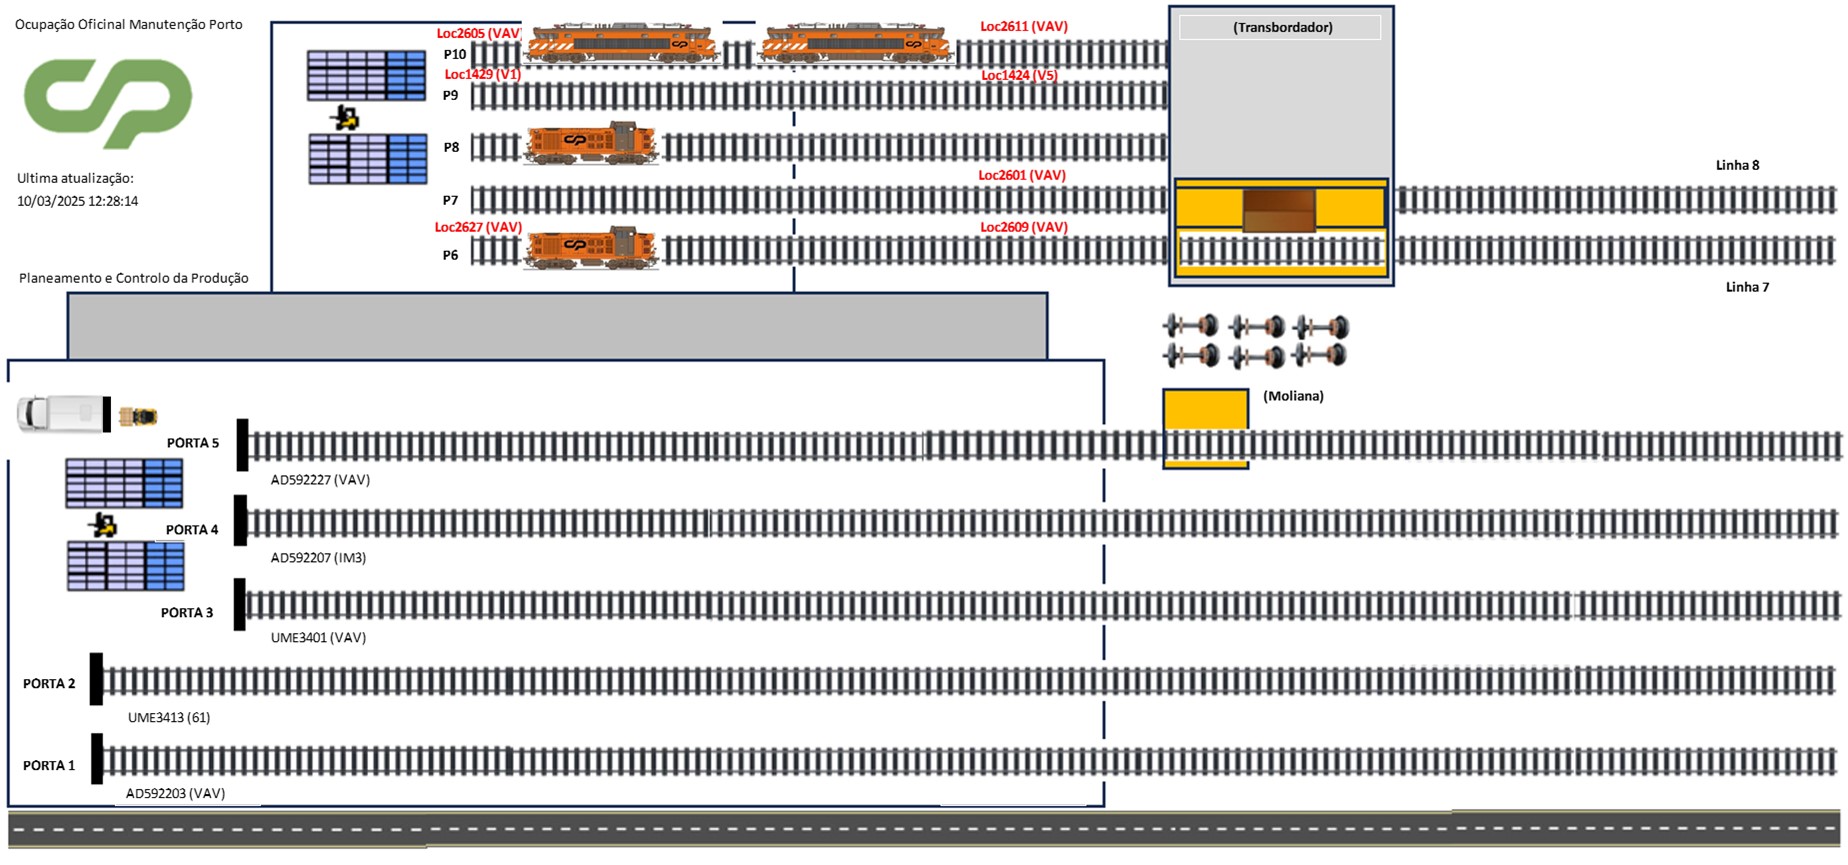 Ocupação Oficinal Manutenção Porto
Ultima atualização:
10/03/2025 12:28:14
Planeamento e Controlo da Produção
Loc2605 (VAV)
Loc2611 (VAV)
P10
Loc1429 (V1)
Loc1424 (V5)
P9
P8
Loc2601 (VAV)
P7
Loc2627 (VAV)
Loc2609 (VAV)
P6
(Transbordador)
Linha 8
Linha 7
(Moliana)
PORTA 5
AD592227 (VAV)
PORTA 4
AD592207 (IM3)
PORTA 3
UME3401 (VAV)
PORTA 2
UME3413 (61)
PORTA 1
AD592203 (VAV)